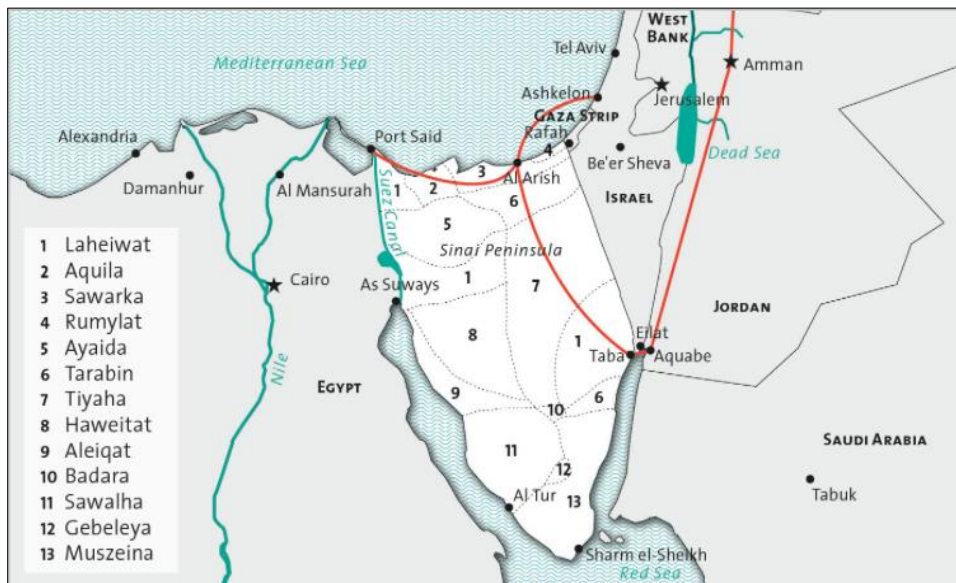 WEST
BANK
Tel Aviv
Mediterranean Sea
Amman
Ashkelon
Jerusalem
GAZA STRIP
Rafah
Alexandria
Port Said
4
Be'er Sheva
Dead Sea
Al Arish
3
Damanhur
Al Mansurah
Suez Canal
1
2
6
ISRAEL
5
Sinai Peninsula
1 Laheiwat
2 Aquila
3 Sawarka
4 Rumylat
5 Ayaida
6 Tarabin
7 Tiyaha
8 Haweitat
9 Aleiqat
10 Badara
11 Sawalha
12 Gebeleya
13 Muszeina
Cairo
As Suways
1
7
JORDAN
8
1
Eilat
Taba
Aquabe
Nile
EGYPT
9
10
6
SAUDI ARABIA
11
12
Tabuk
Al Tur
13
Sharm el-Sheikh
Red Sea